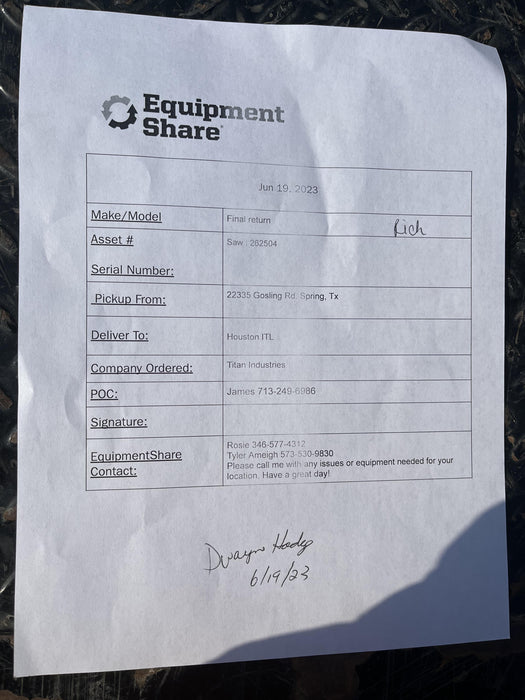 Equipment
Share
Jun 19, 2023
Make/Model Final return Rich
Asset # Saw : 262504
Serial Number:
Pickup From: 22335 Gosling Rd. Spring, Tx
Deliver To: Houston ITL
Company Ordered: Titan Industries
POC: James 713-249-6986
Signature:
EquipmentShare Contact: Rosie 346-577-4312
Tyler Ameigh 573-530-9830
Please call me with any issues or equipment needed for your
location. Have a great day!
Dwayne
6/19/23